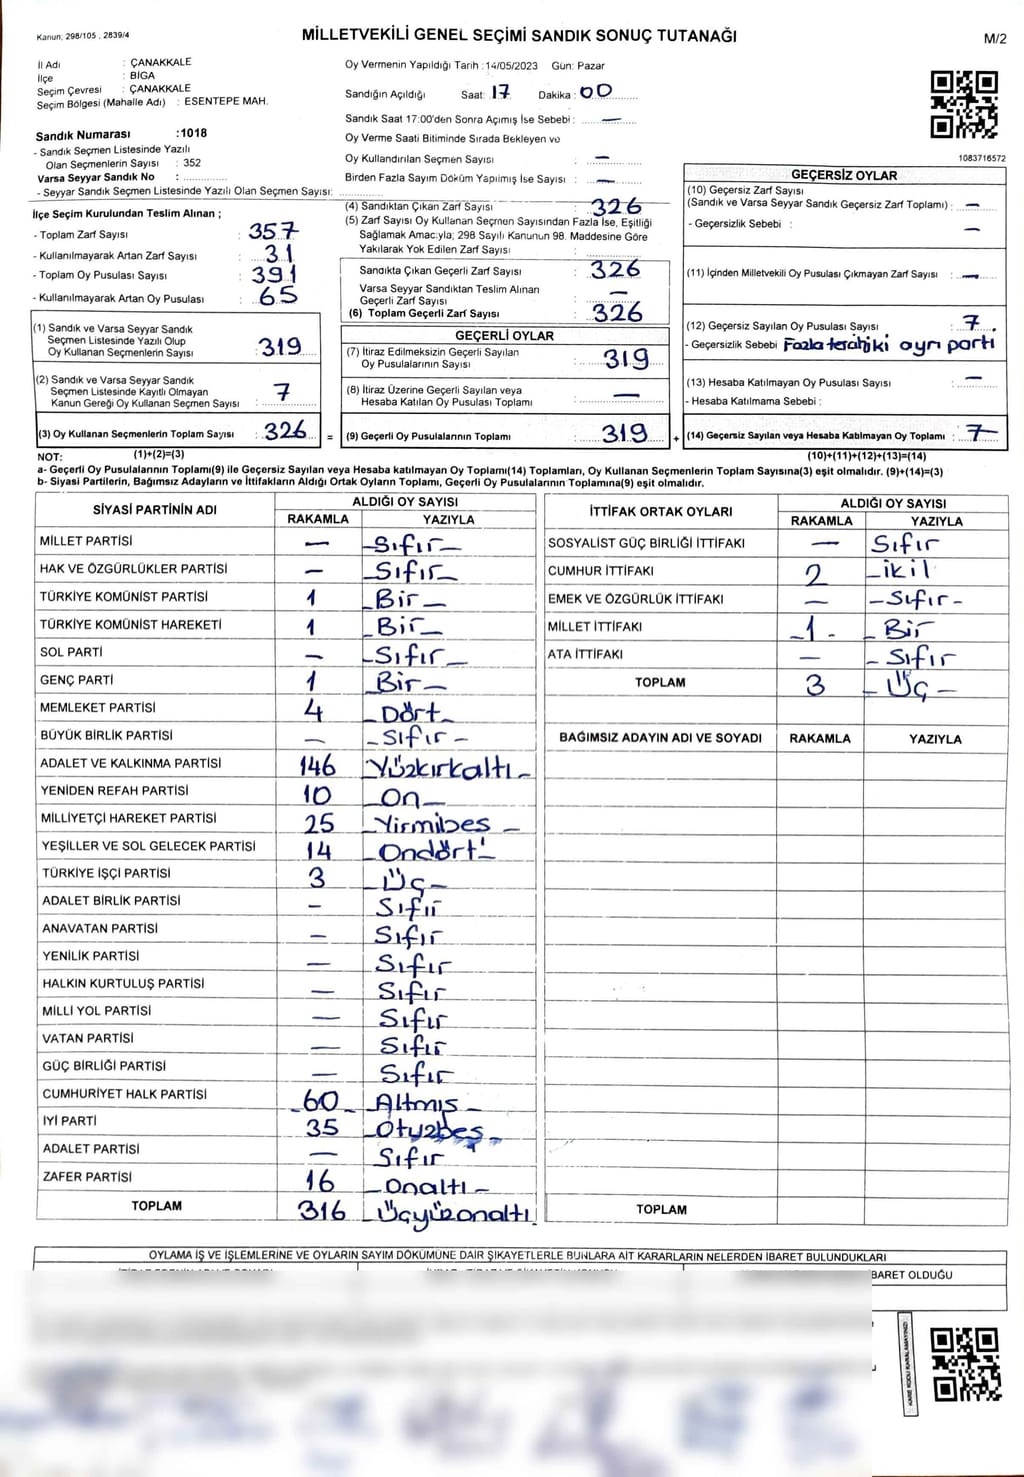 Kanun; 298/105 , 2839/4
MİLLETVEKİLİ GENEL SEÇİMİ SANDIK SONUÇ TUTANAĞI
M/2
İl Adı : ÇANAKKALE
İlçe : BİGA
Seçim Çevresi : ÇANAKKALE
Seçim Bölgesi (Mahalle Adı) : ESENTEPE MAH.
Sandık Numarası :1018
- Sandık Seçmen Listesinde Yazılı
Olan Seçmenlerin Sayısı : 352
Varsa Seyyar Sandık No :
- Seyyar Sandık Seçmen Listesinde Yazılı Olan Seçmen Sayısı:
Oy Vermenin Yapıldığı Tarih :14/05/2023 Gün: Pazar
Sandığın Açıldığı Saat: 17 Dakika : 00
Sandık Saat 17:00'den Sonra Açımış İse Sebebi : —
Oy Verme Saati Bitiminde Sırada Bekleyen ve
Oy Kullandırılan Seçmen Sayısı : —
Birden Fazla Sayım Döküm Yapılmış İse Sayısı : —
1083716572
İlçe Seçim Kurulundan Teslim Alınan ;
- Toplam Zarf Sayısı : 357
- Kullanılmayarak Artan Zarf Sayısı : 31
- Toplam Oy Pusulası Sayısı : 391
- Kullanılmayarak Artan Oy Pusulası : 65
(4) Sandıktan Çıkan Zarf Sayısı : 326
(5) Zarf Sayısı Oy Kullanan Seçmen Sayısından Fazla İse, Eşitliği
Sağlamak Amacıyla; 298 Sayılı Kanunun 98. Maddesine Göre
Yakılarak Yok Edilen Zarf Sayısı :
Sandıkta Çıkan Geçerli Zarf Sayısı : 326
Varsa Seyyar Sandıktan Teslim Alınan
Geçerli Zarf Sayısı : —
(6) Toplam Geçerli Zarf Sayısı : 326
GEÇERSİZ OYLAR
(10) Geçersiz Zarf Sayısı
(Sandık ve Varsa Seyyar Sandık Geçersiz Zarf Toplamı) : —
- Geçersizlik Sebebi : —
(11) İçinden Milletvekili Oy Pusulası Çıkmayan Zarf Sayısı : —
(12) Geçersiz Sayılan Oy Pusulası Sayısı : 7
- Geçersizlik Sebebi Fazla tercih iki ayrı parti
(13) Hesaba Katılmayan Oy Pusulası Sayısı : —
- Hesaba Katılmama Sebebi :
(1) Sandık ve Varsa Seyyar Sandık
Seçmen Listesinde Yazılı Olup
Oy Kullanan Seçmenlerin Sayısı : 319
(2) Sandık ve Varsa Seyyar Sandık
Seçmen Listesinde Kayıtlı Olmayan
Kanun Gereği Oy Kullanan Seçmen Sayısı : 7
GEÇERLİ OYLAR
(7) İtiraz Edilmeksizin Geçerli Sayılan
Oy Pusulalarının Sayısı : 319
(8) İtiraz Üzerine Geçerli Sayılan veya
Hesaba Katılan Oy Pusulası Toplamı : —
(3) Oy Kullanan Seçmenlerin Toplam Sayısı : 326 = (9) Geçerli Oy Pusulalarının Toplamı : 319 + (14) Geçersiz Sayılan veya Hesaba Katılmayan Oy Toplamı : 7
NOT: (1)+(2)=(3) (10)+(11)+(12)+(13)=(14)
a- Geçerli Oy Pusulalarının Toplamı(9) ile Geçersiz Sayılan veya Hesaba katılmayan Oy Toplamı(14) Toplamları, Oy Kullanan Seçmenlerin Toplam Sayısına(3) eşit olmalıdır. (9)+(14)=(3)
b- Siyasi Partilerin, Bağımsız Adayların ve İttifakların Aldığı Ortak Oyların Toplamı, Geçerli Oy Pusulalarının Toplamına(9) eşit olmalıdır.
SİYASİ PARTİNİN ADI ALDIĞI OY SAYISI
RAKAMLA YAZIYLA
MİLLET PARTİSİ — -Sıfır-
HAK VE ÖZGÜRLÜKLER PARTİSİ — -Sıfır-
TÜRKİYE KOMÜNİST PARTİSİ 1 -Bir-
TÜRKİYE KOMÜNİST HAREKETİ 1 -Bir-
SOL PARTİ — -Sıfır-
GENÇ PARTİ 1 -Bir-
MEMLEKET PARTİSİ 4 -Dört-
BÜYÜK BİRLİK PARTİSİ — -Sıfır-
ADALET VE KALKINMA PARTİSİ 146 Yüzkırkaltı-
YENİDEN REFAH PARTİSİ 10 -On-
MİLLİYETÇİ HAREKET PARTİSİ 25 -Yirmibes-
YEŞİLLER VE SOL GELECEK PARTİSİ 14 -Ondört-
TÜRKİYE İŞÇİ PARTİSİ 3 -Üç-
ADALET BİRLİK PARTİSİ — Sıfır
ANAVATAN PARTİSİ — Sıfır
YENİLİK PARTİSİ — Sıfır
HALKIN KURTULUŞ PARTİSİ — Sıfır
MİLLİ YOL PARTİSİ — Sıfır
VATAN PARTİSİ — Sıfır
GÜÇ BİRLİĞİ PARTİSİ — Sıfır
CUMHURİYET HALK PARTİSİ -60- -Altmış-
İYİ PARTİ 35 -Otuzbeş-
ADALET PARTİSİ — Sıfır
ZAFER PARTİSİ 16 -Onaltı-
TOPLAM 316 -Üçyüzonaltı
İTTİFAK ORTAK OYLARI ALDIĞI OY SAYISI
RAKAMLA YAZIYLA
SOSYALİST GÜÇ BİRLİĞİ İTTİFAKI — Sıfır
CUMHUR İTTİFAKI 2 -iki
EMEK VE ÖZGÜRLÜK İTTİFAKI — -Sıfır-
MİLLET İTTİFAKI -1- -Bir
ATA İTTİFAKI — -Sıfır
TOPLAM 3 -Üç-
BAĞIMSIZ ADAYIN ADI VE SOYADI RAKAMLA YAZIYLA
TOPLAM
OYLAMA İŞ VE İŞLEMLERİNE VE OYLARIN SAYIM DÖKÜMÜNE DAİR ŞİKAYETLERLE BUNLARA AİT KARARLARIN NELERDEN İBARET BULUNDUKLARI
BARET OLDUĞU
KARE KODU KARALAMAYINIZ!